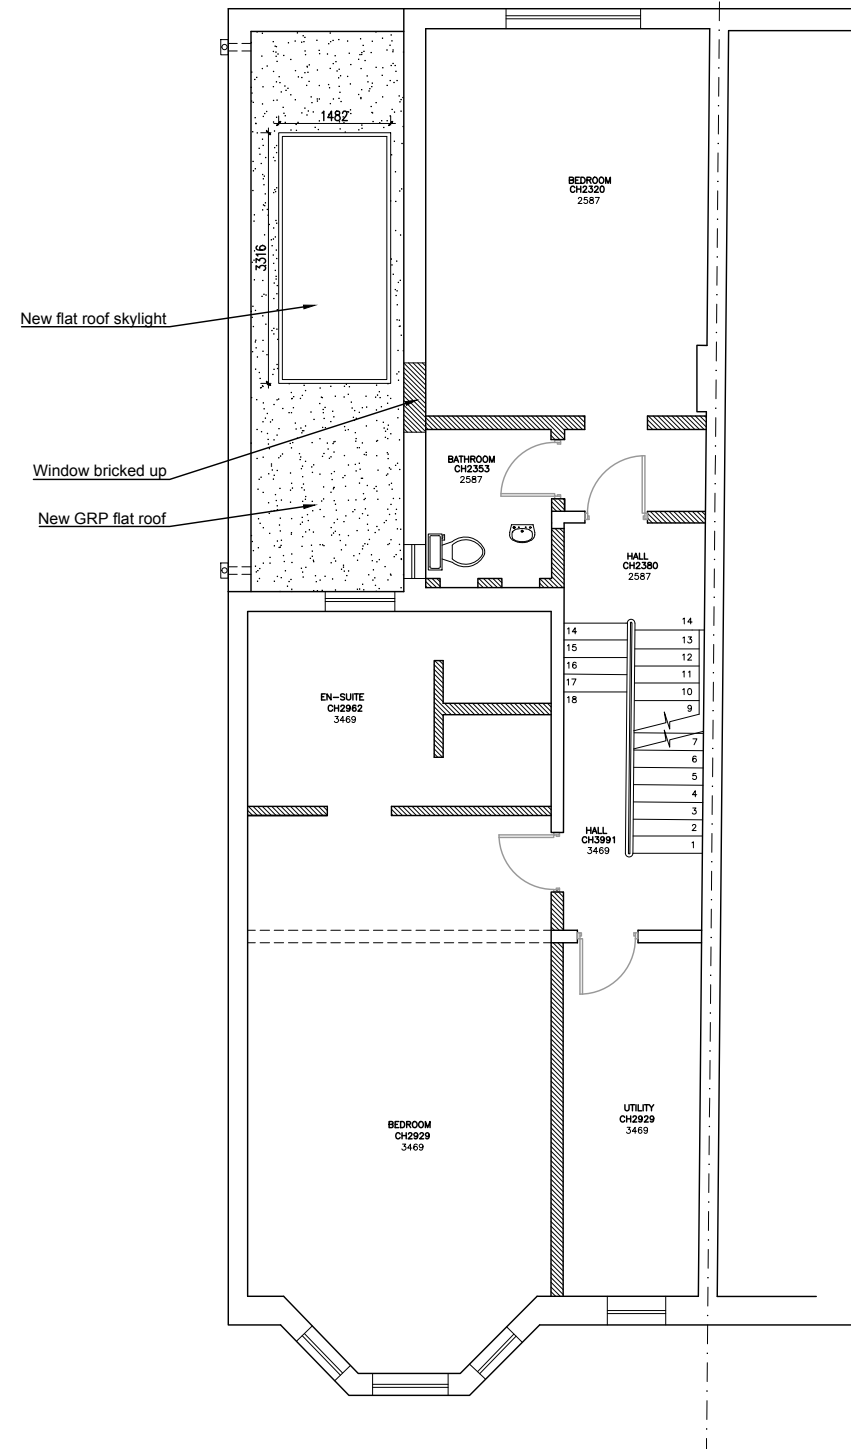 1482
3316
New flat roof skylight
Window bricked up
New GRP flat roof
BEDROOM
CH2320
2587
BATHROOM
CH2353
2587
HALL
CH2380
2587
14
15
16
17
18
14
13
12
11
10
9
7
6
5
4
3
2
1
EN-SUITE
CH2962
3469
HALL
CH3991
3469
BEDROOM
CH2929
3469
UTILITY
CH2929
3469